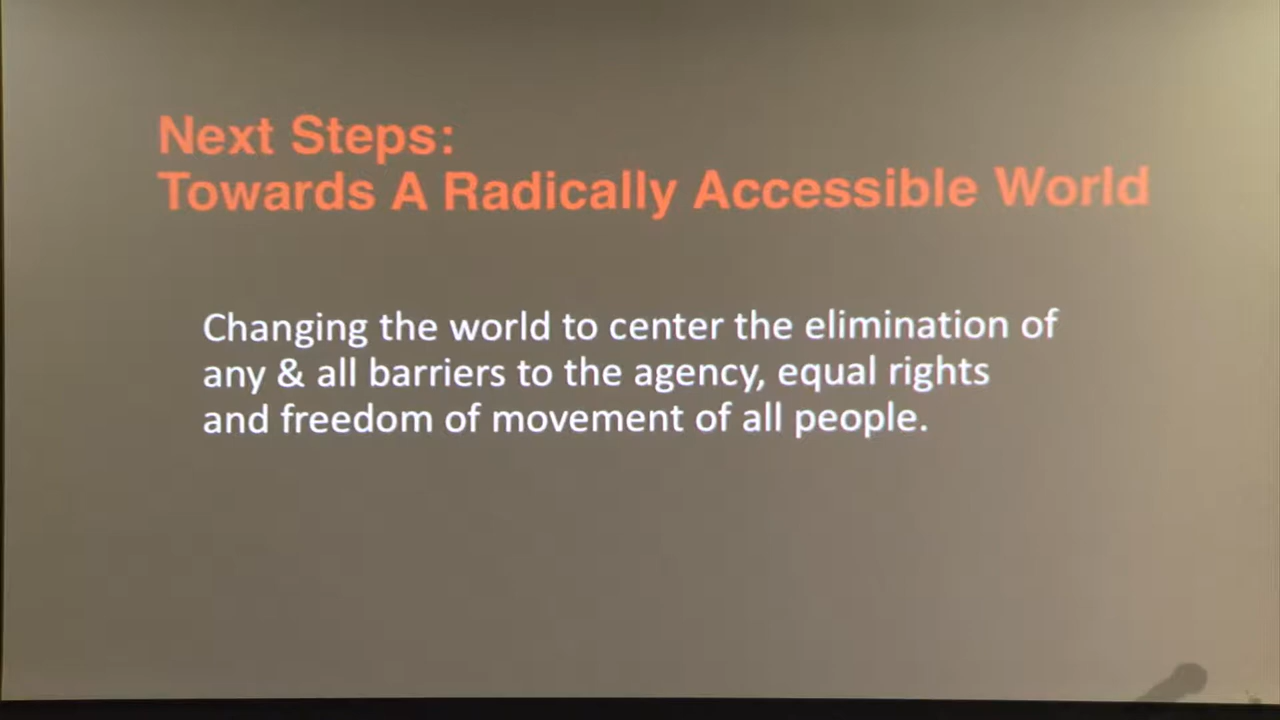 Next Steps:
Towards A Radically Accessible World
Changing the world to center the elimination of
any & all barriers to the agency, equal rights
and freedom of movement of all people.